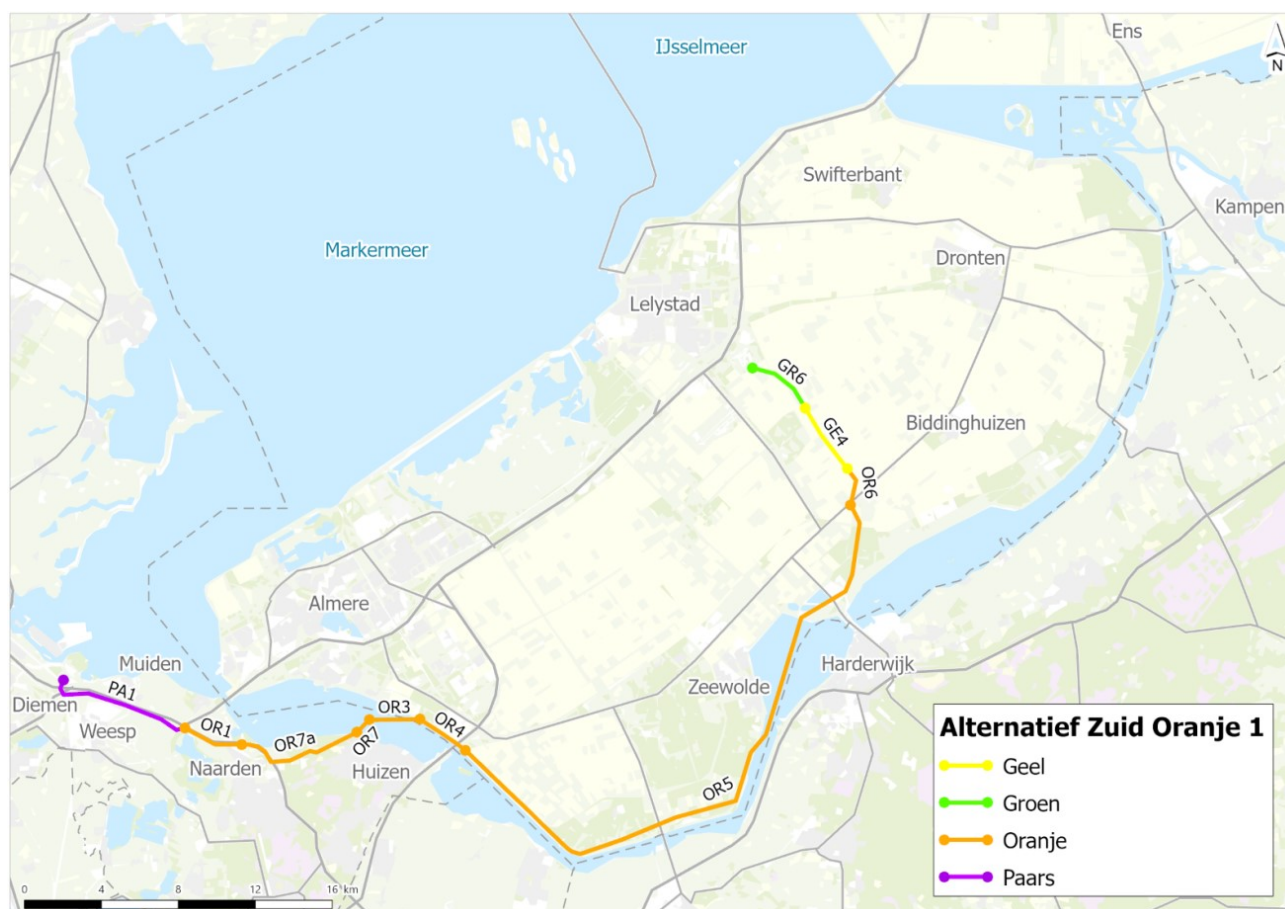 IJsselmeer
Ens
N
Swifterbant
Kampen
Markermeer
Dronten
Lelystad
GR6
GE4
Biddinghuizen
OR6
Almere
Muiden
Harderwijk
Zeewolde
PA1
Diemen
Weesp
OR1
OR7a
OR7
OR3
OR4
Naarden
Huizen
OR5
Alternatief Zuid Oranje 1
Geel
Groen
Oranje
Paars
0 4 8 12 16 km